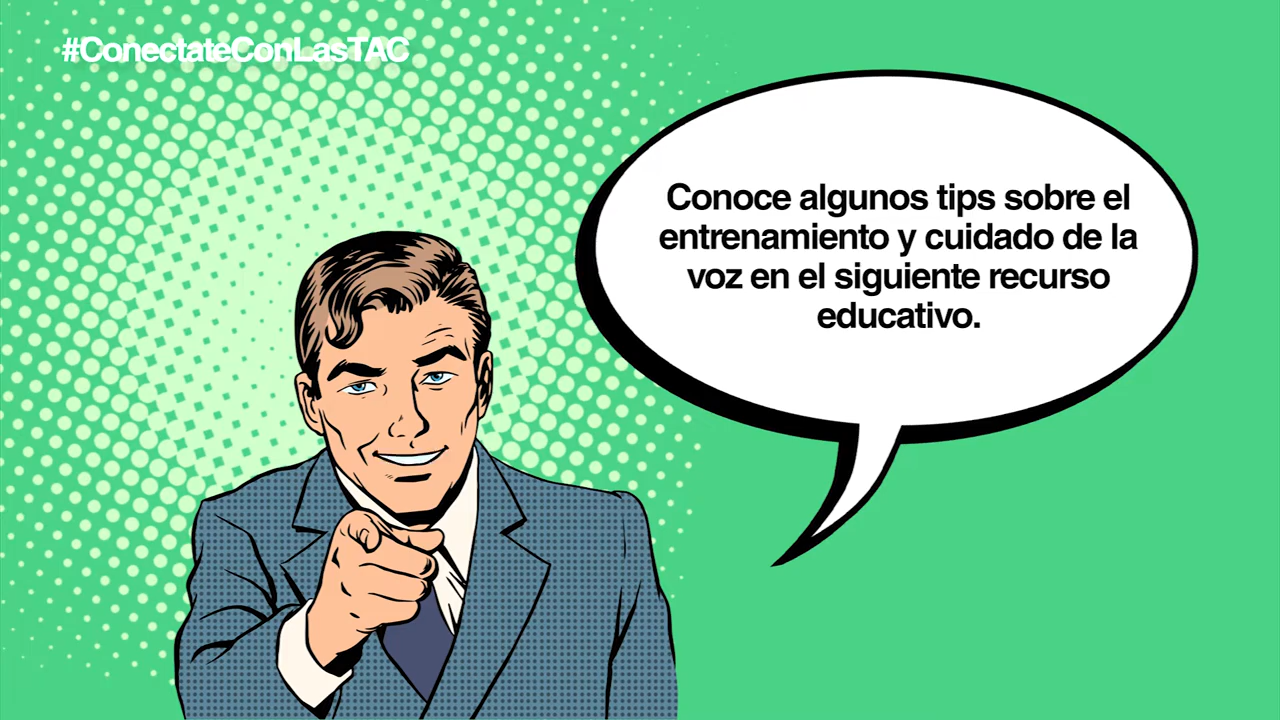 #ConectateConLasTAC
Conoce algunos tips sobre el
entrenamiento y cuidado de la
voz en el siguiente recurso
educativo.